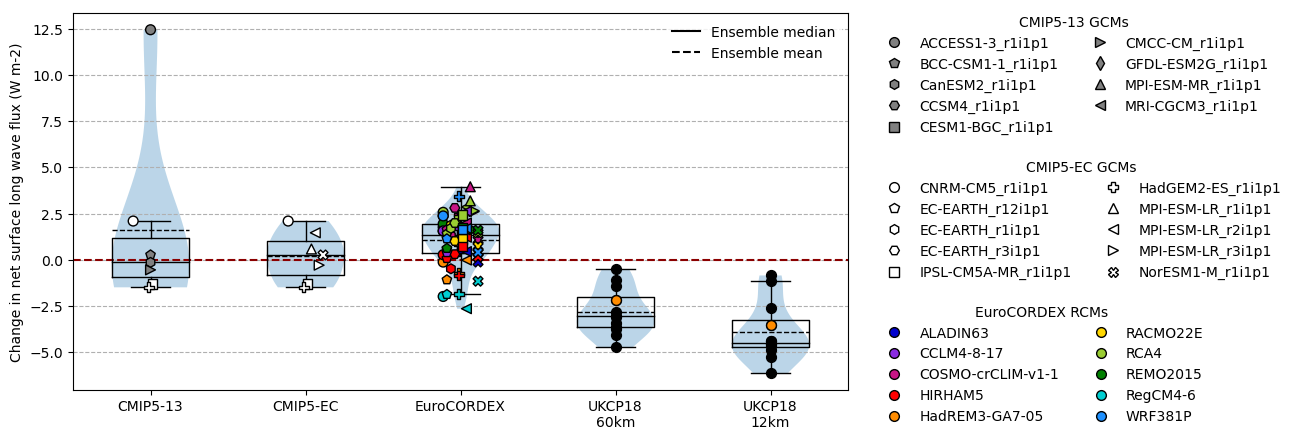 Change in net surface long wave flux (W m-2)
12.5
10.0
7.5
5.0
2.5
0.0
−2.5
−5.0
CMIP5-13
CMIP5-EC
EuroCORDEX
UKCP18
60km
UKCP18
12km
Ensemble median
Ensemble mean
CMIP5-13 GCMs
ACCESS1-3_r1i1p1
BCC-CSM1-1_r1i1p1
CanESM2_r1i1p1
CCSM4_r1i1p1
CESM1-BGC_r1i1p1
CMCC-CM_r1i1p1
GFDL-ESM2G_r1i1p1
MPI-ESM-MR_r1i1p1
MRI-CGCM3_r1i1p1
CMIP5-EC GCMs
CNRM-CM5_r1i1p1
EC-EARTH_r12i1p1
EC-EARTH_r1i1p1
EC-EARTH_r3i1p1
IPSL-CM5A-MR_r1i1p1
HadGEM2-ES_r1i1p1
MPI-ESM-LR_r1i1p1
MPI-ESM-LR_r2i1p1
MPI-ESM-LR_r3i1p1
NorESM1-M_r1i1p1
EuroCORDEX RCMs
ALADIN63
CCLM4-8-17
COSMO-crCLIM-v1-1
HIRHAM5
HadREM3-GA7-05
RACMO22E
RCA4
REMO2015
RegCM4-6
WRF381P